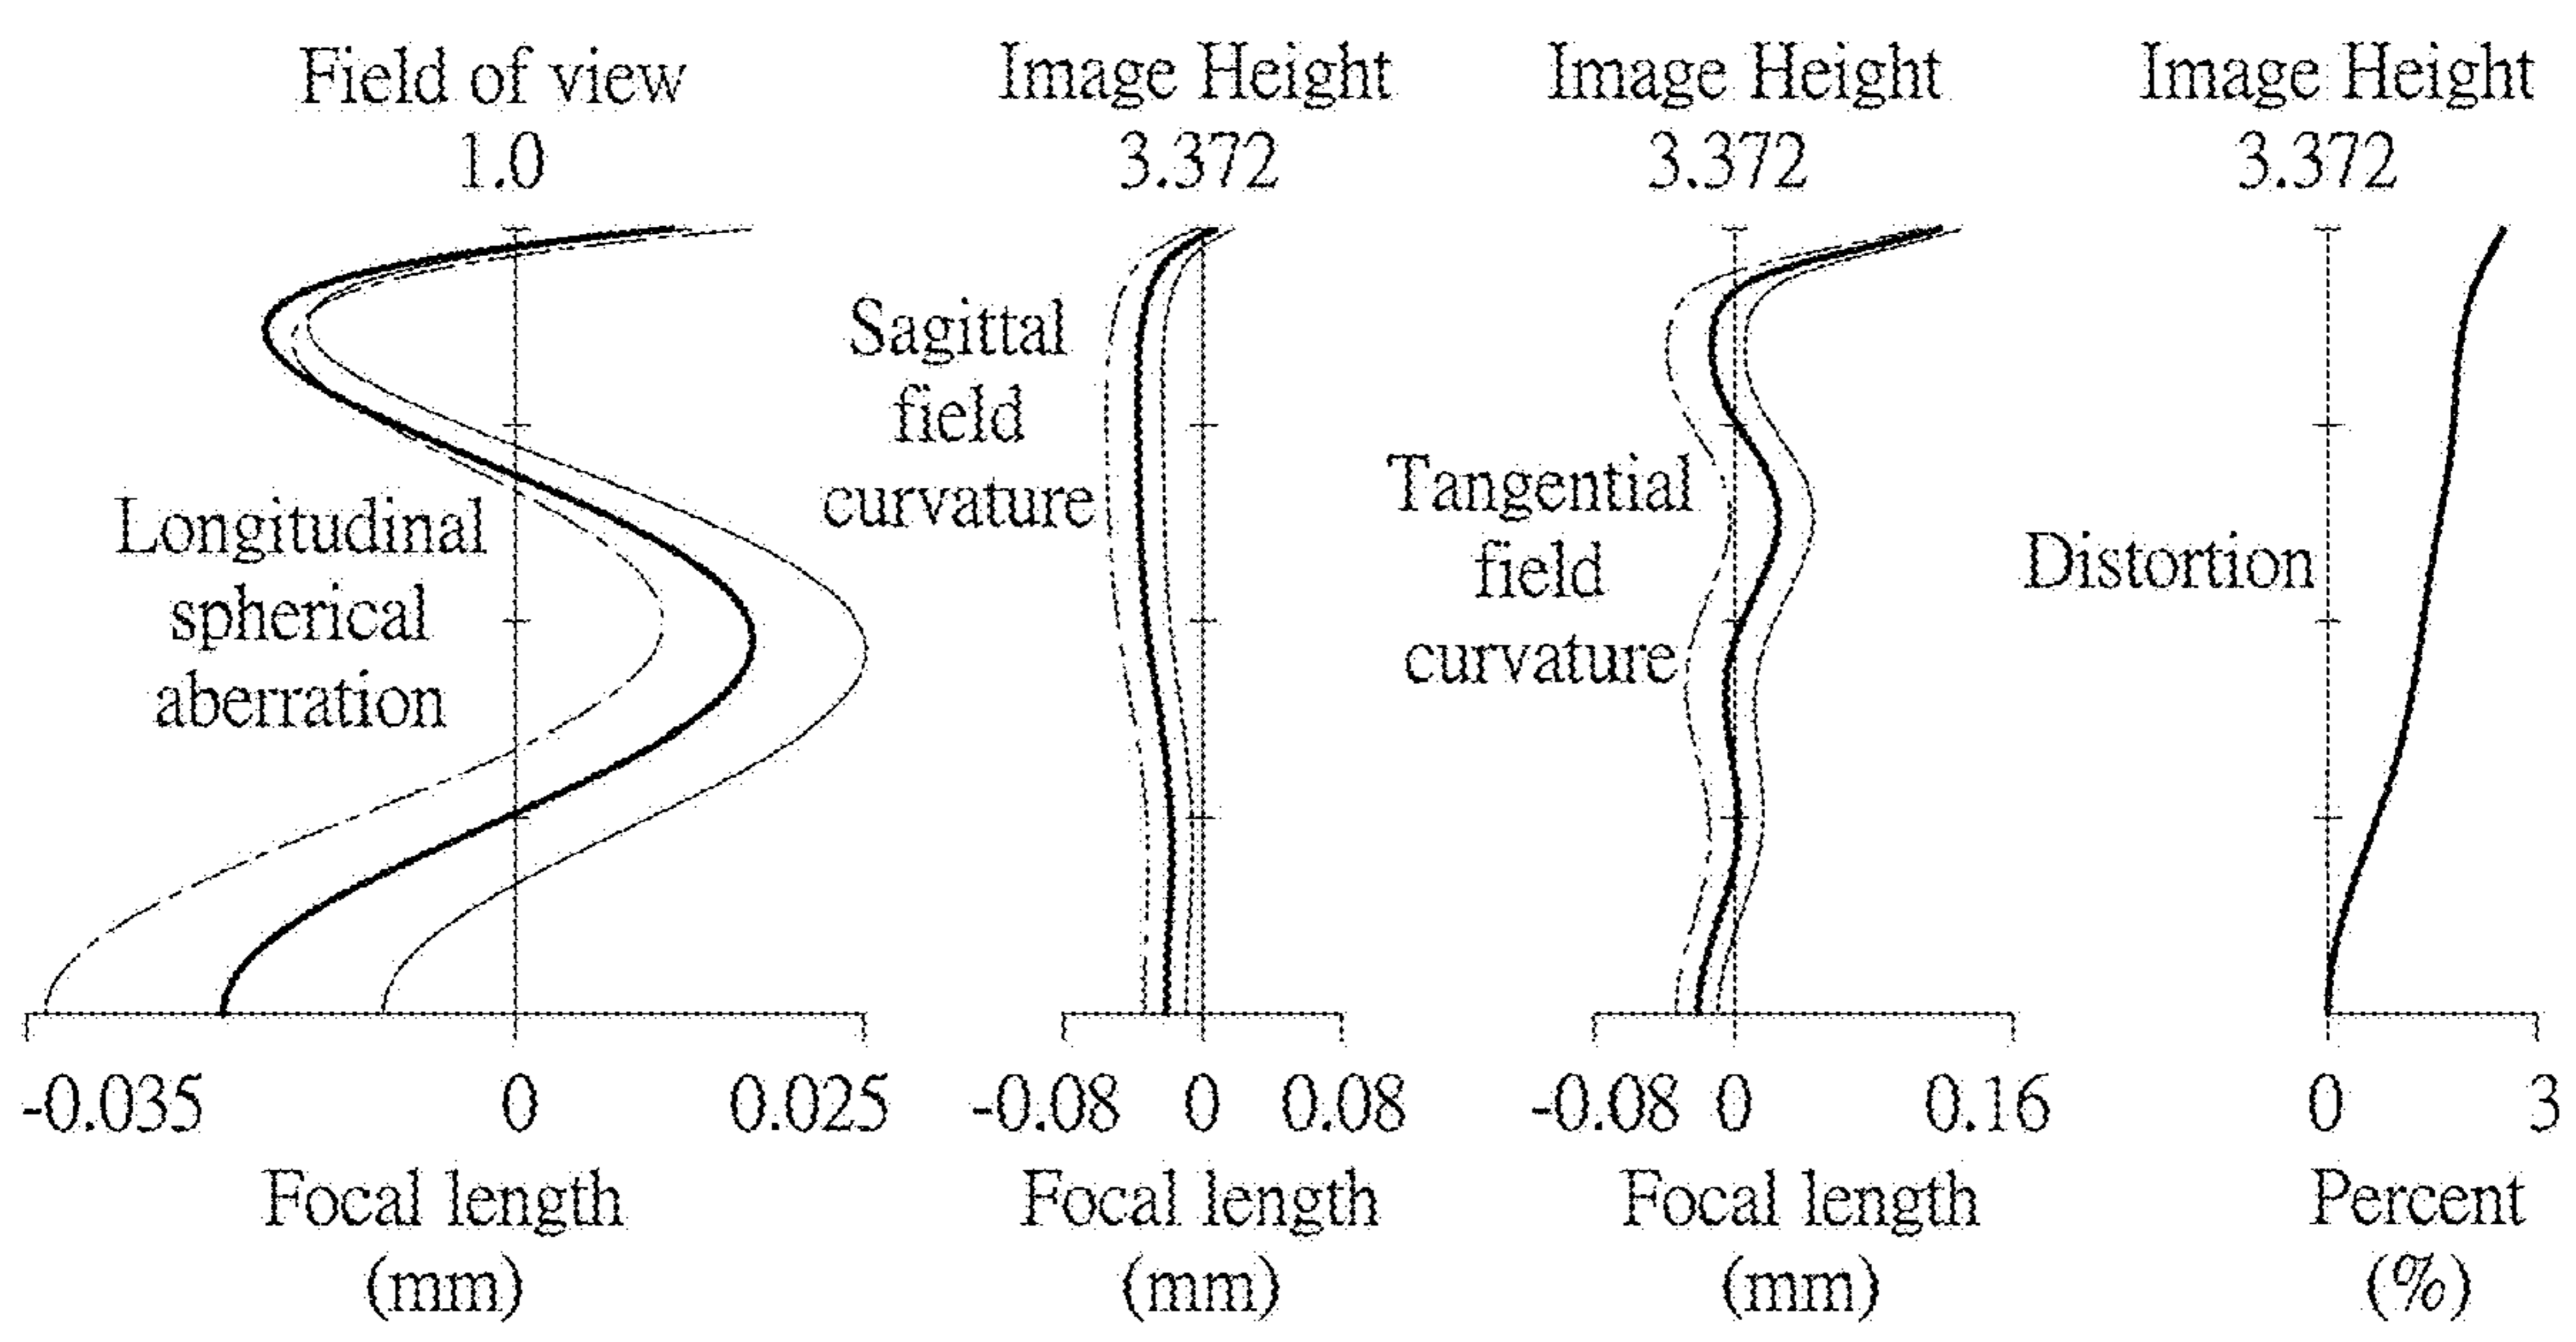 Field of view
1.0
Longitudinal
spherical
aberration
-0.035 0 0.025
Focal length
(mm)
Image Height
3.372
Sagittal
field
curvature
-0.08 0 0.08
Focal length
(mm)
Image Height
3.372
Tangential
field
curvature
-0.08 0 0.16
Focal length
(mm)
Image Height
3.372
Distortion
0 3
Percent
(%)